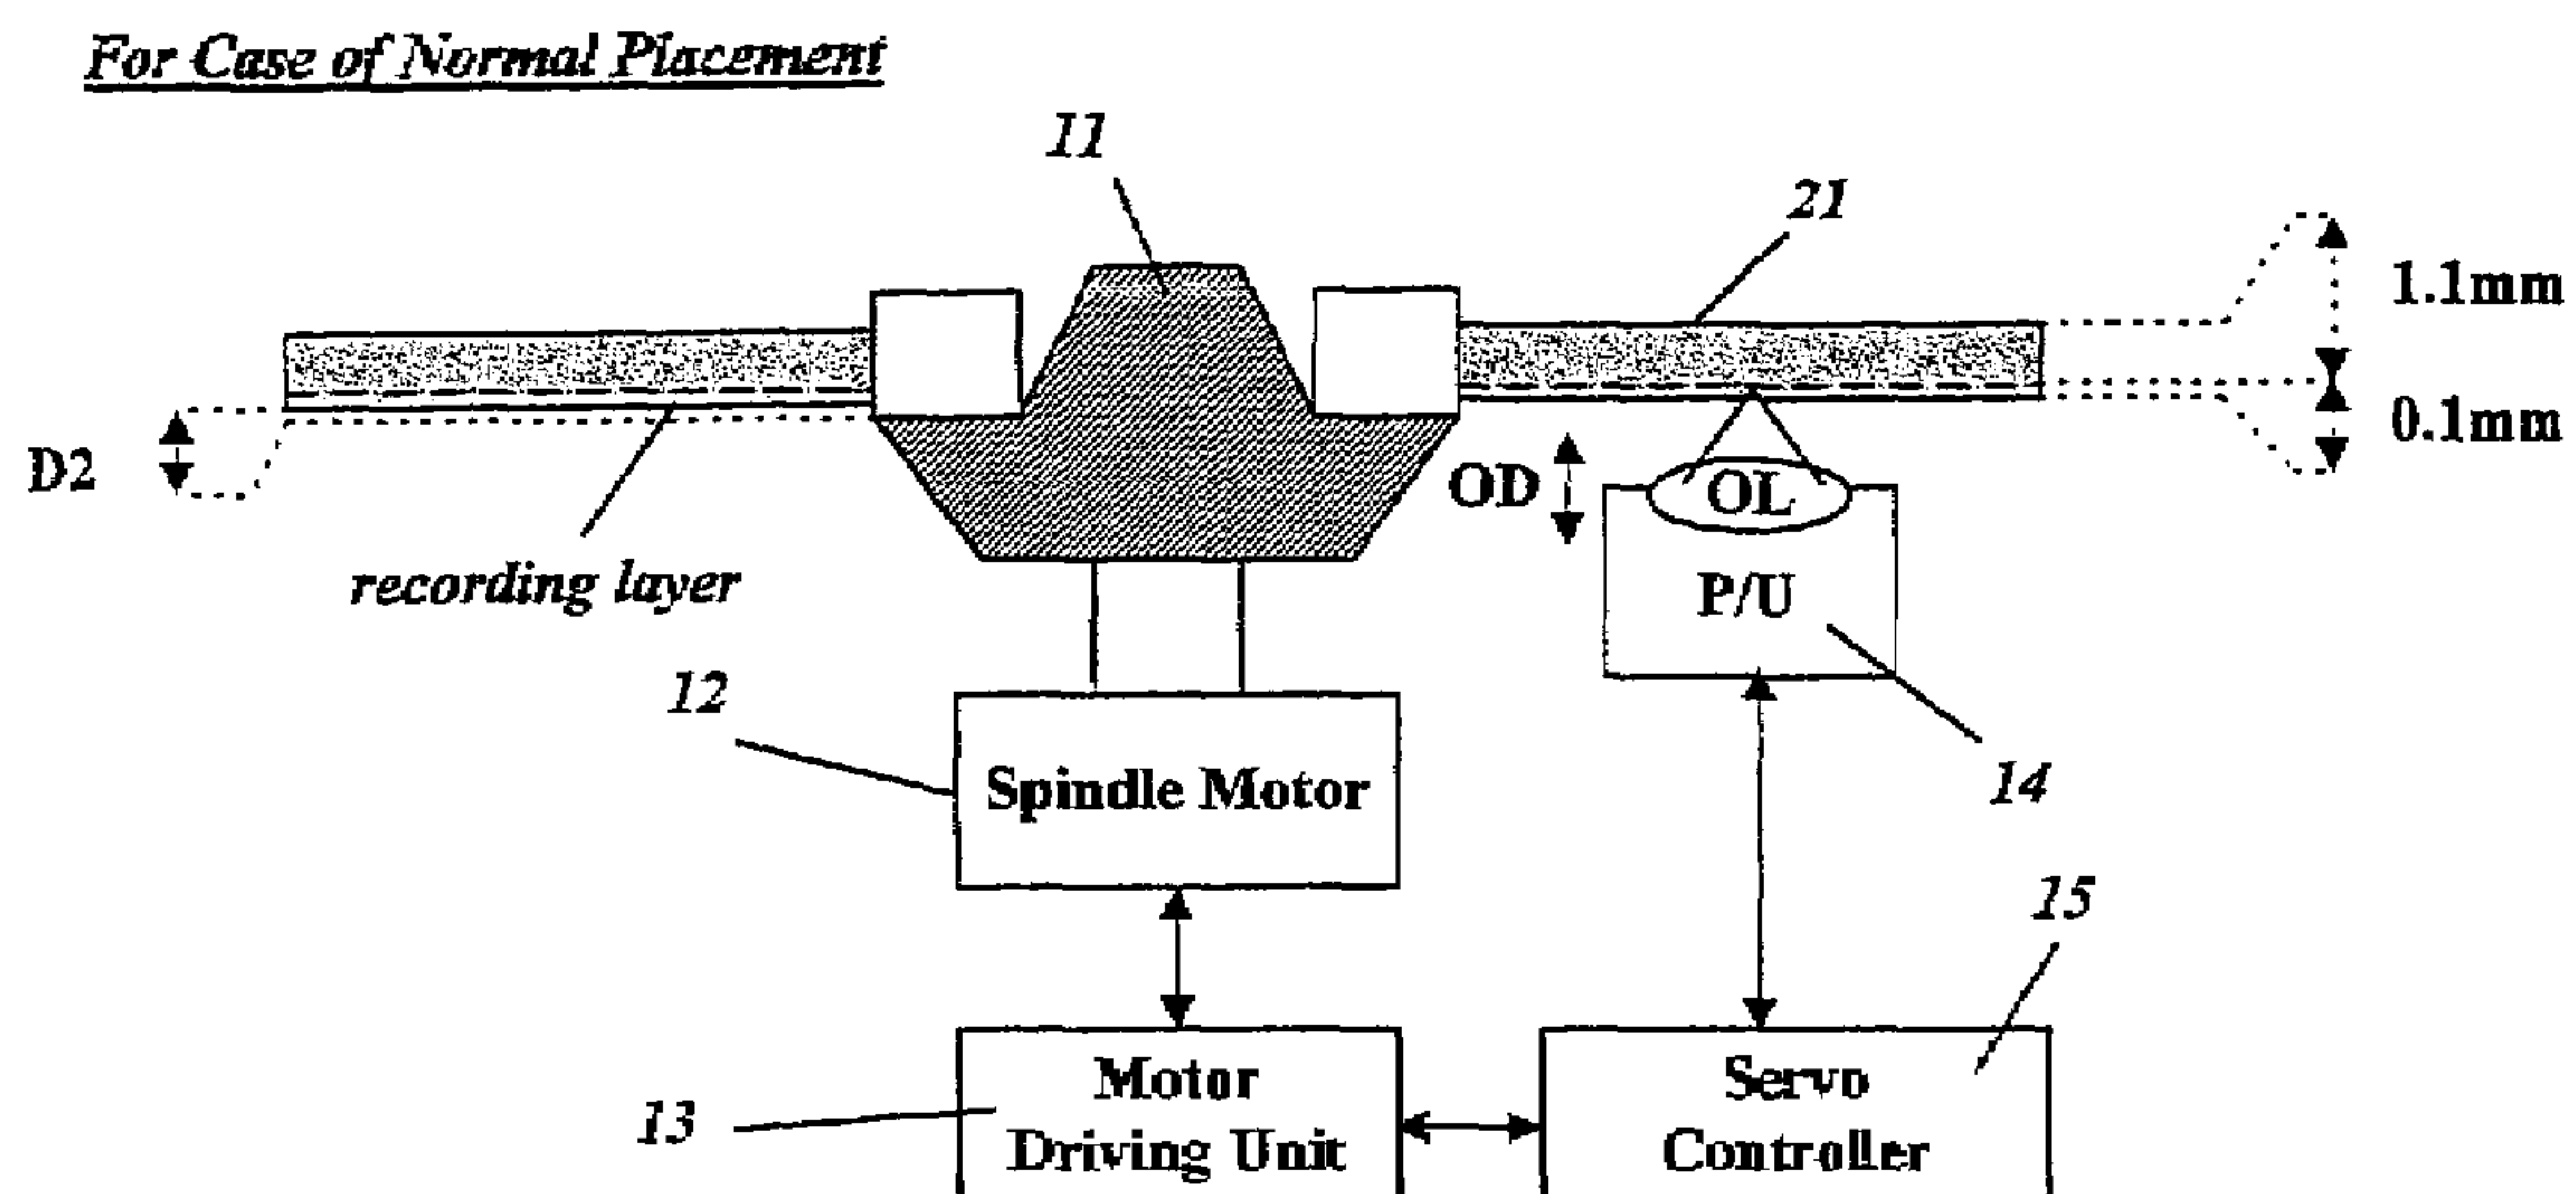 For Case of Normal Placement
11
21
1.1mm
0.1mm
D2
OD
OL
P/U
recording layer
12
Spindle Motor
14
15
13
Motor
Driving Unit
Servo
Controller